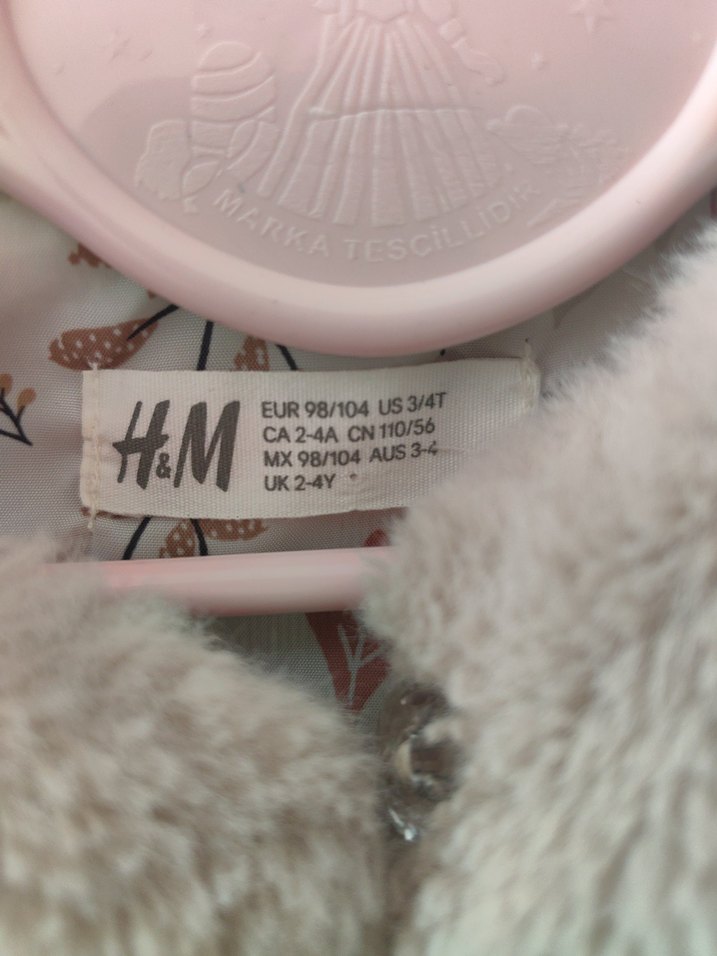 MARKA TESCİLLİDİR
H&M
EUR 98/104 US 3/4T
CA 2-4A CN 110/56
MX 98/104 AUS 3-4
UK 2-4Y